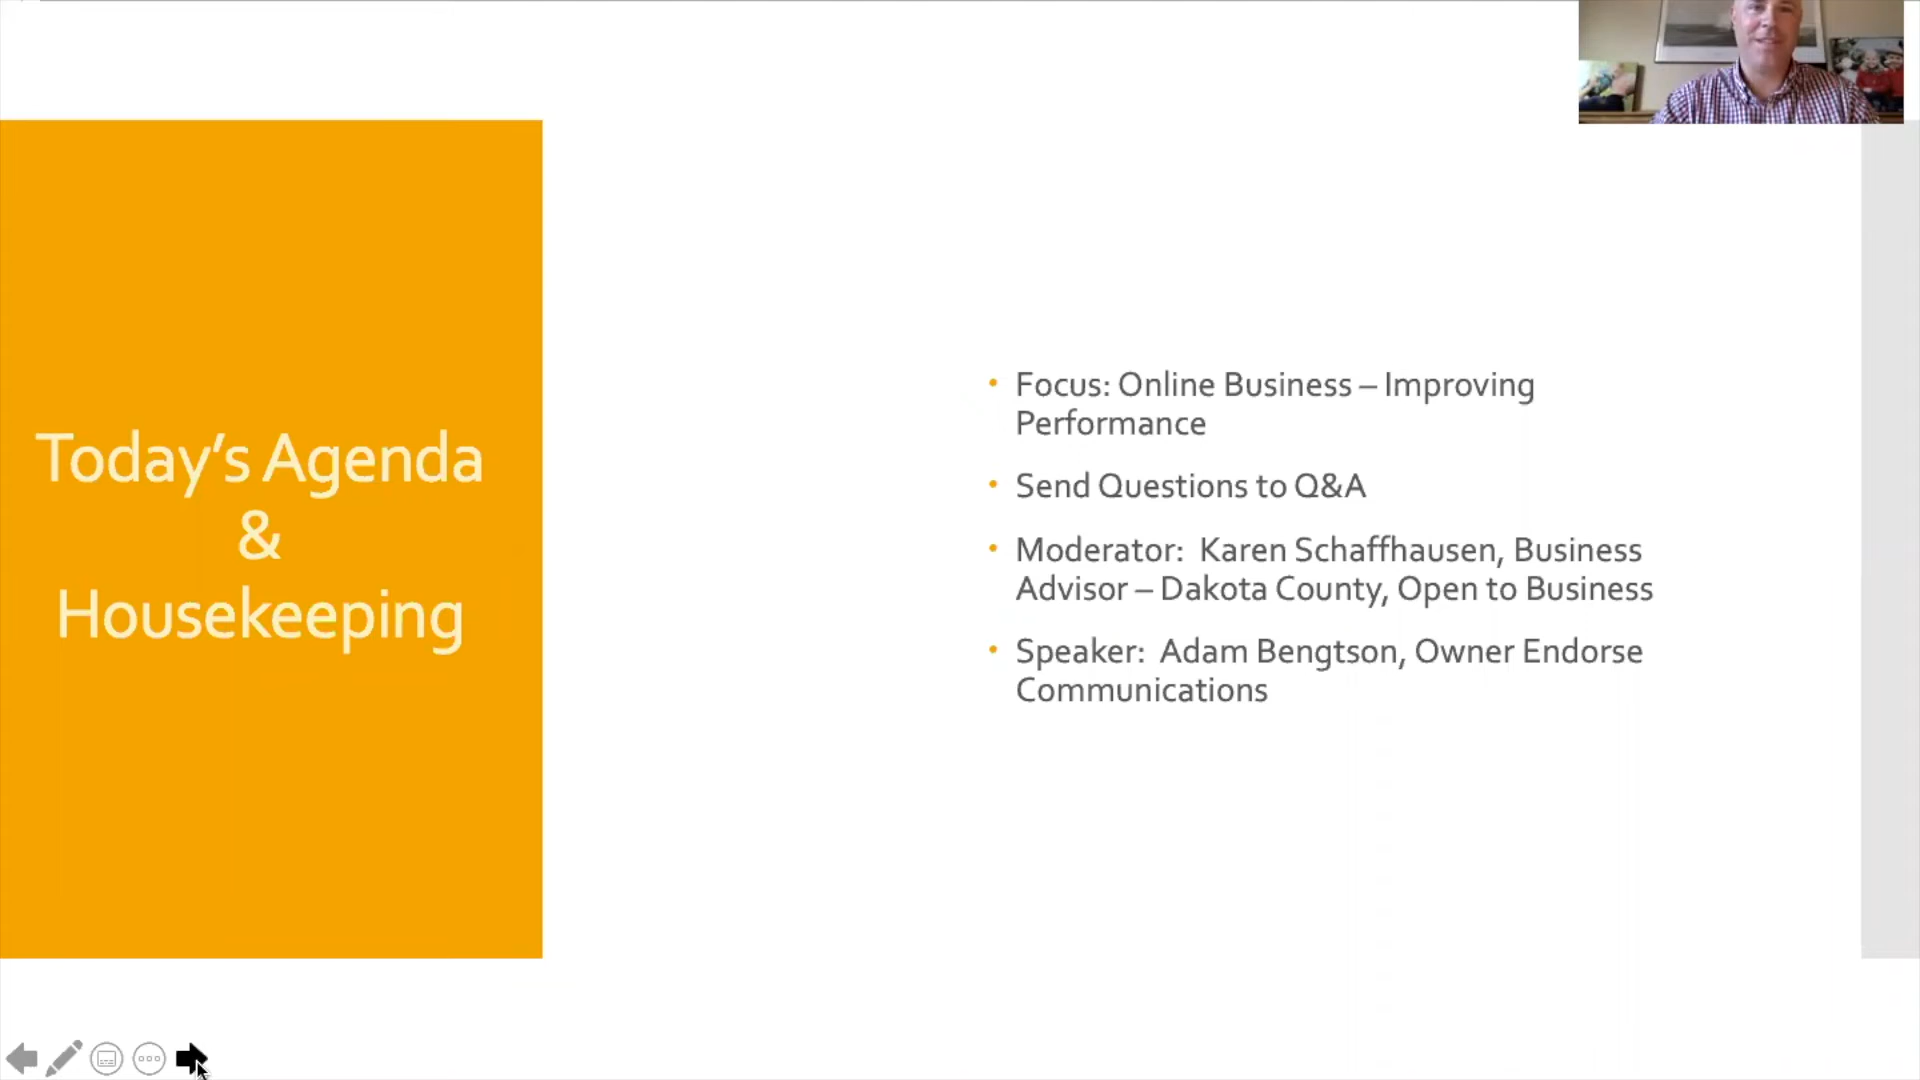 Today's Agenda
&
Housekeeping
• Focus: Online Business – Improving
Performance
• Send Questions to Q&A
• Moderator:  Karen Schaffhausen, Business
Advisor – Dakota County, Open to Business
• Speaker:  Adam Bengtson, Owner Endorse
Communications